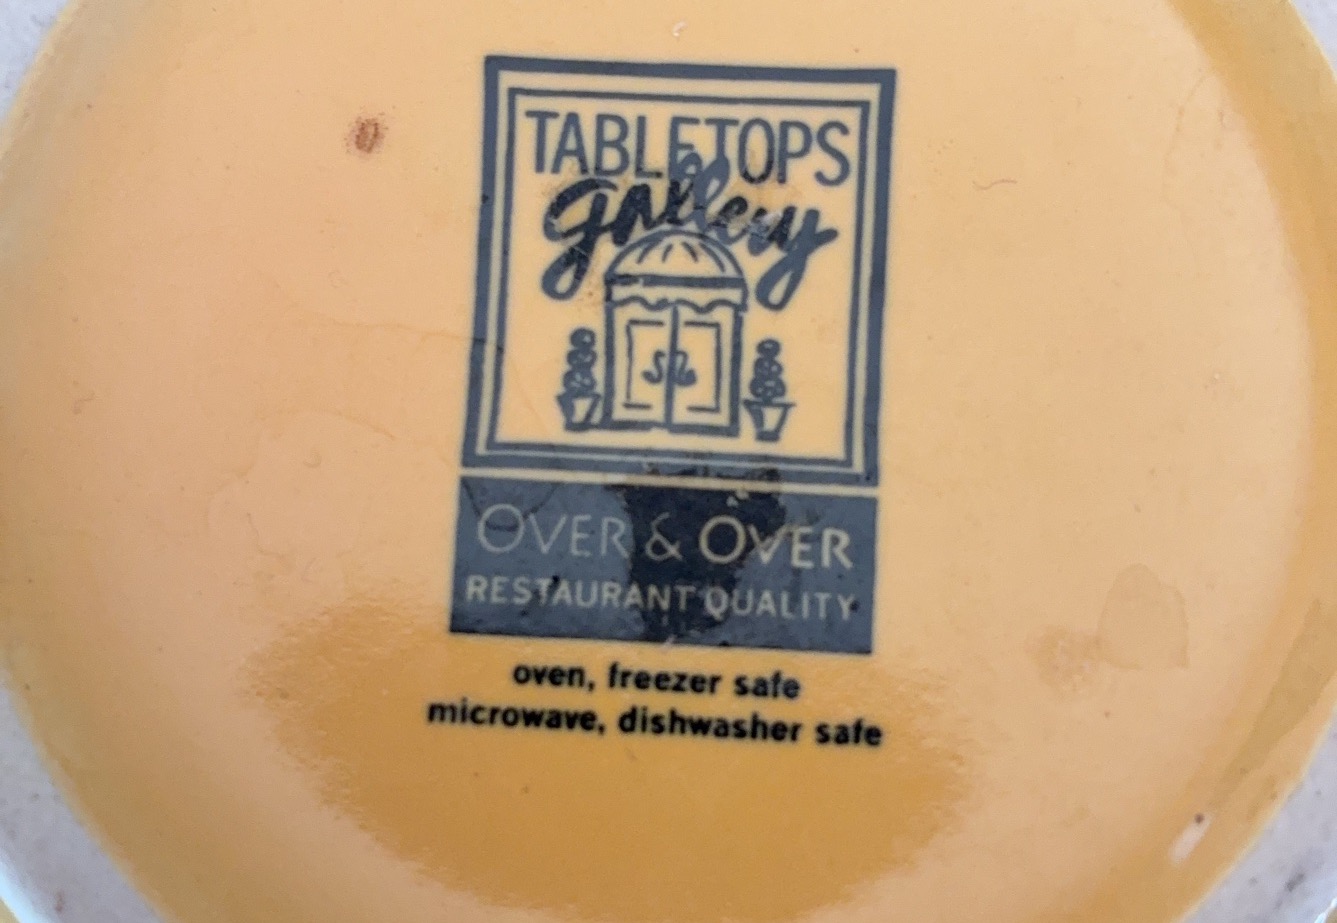 TABLETOPS
gallery
OVER & OVER
RESTAURANT QUALITY
oven, freezer safe
microwave, dishwasher safe